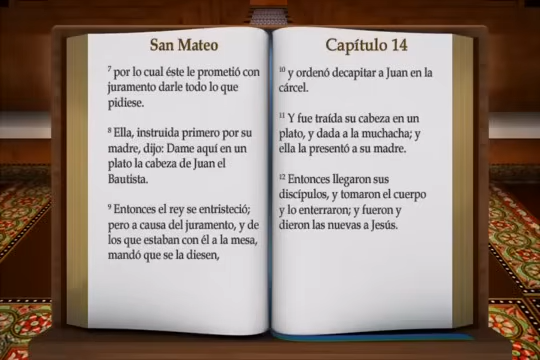 San Mateo
7 por lo cual éste le prometió con
juramento darle todo lo que
pidiese.
8 Ella, instruida primero por su
madre, dijo: Dame aquí en un
plato la cabeza de Juan el
Bautista.
9 Entonces el rey se entristeció;
pero a causa del juramento, y de
los que estaban con él a la mesa,
mandó que se la diesen,
Capítulo 14
10 y ordenó decapitar a Juan en la
cárcel.
11 Y fue traída su cabeza en un
plato, y dada a la muchacha; y
ella la presentó a su madre.
12 Entonces llegaron sus
discípulos, y tomaron el cuerpo
y lo enterraron; y fueron y
dieron las nuevas a Jesús.